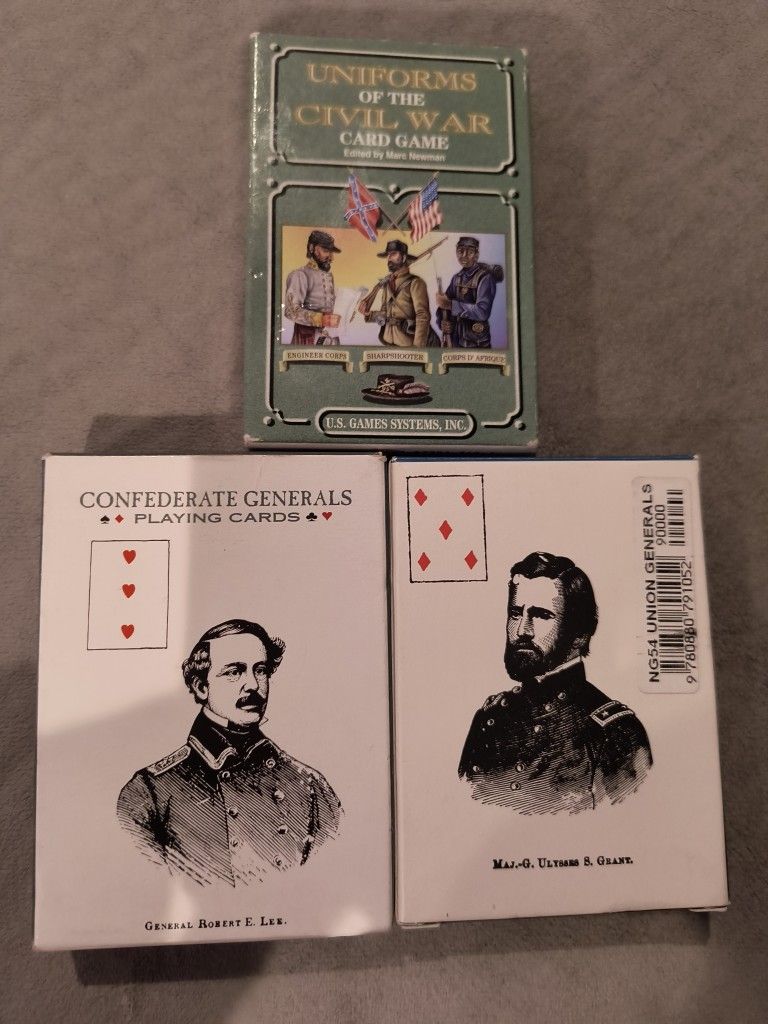 UNIFORMS
OF THE
CIVIL WAR
CARD GAME
Edited by Marc Newman
ENGINEER CORPS
SHARPSHOOTER
CORPS D' AFRIQUE
U.S. GAMES SYSTEMS, INC.
CONFEDERATE GENERALS
♠♦ PLAYING CARDS ♣♥
GENERAL ROBERT E. LEE.
NG54 UNION GENERALS
90000
9 780880 791052
MAJ.-G. ULYSSES S. GRANT.